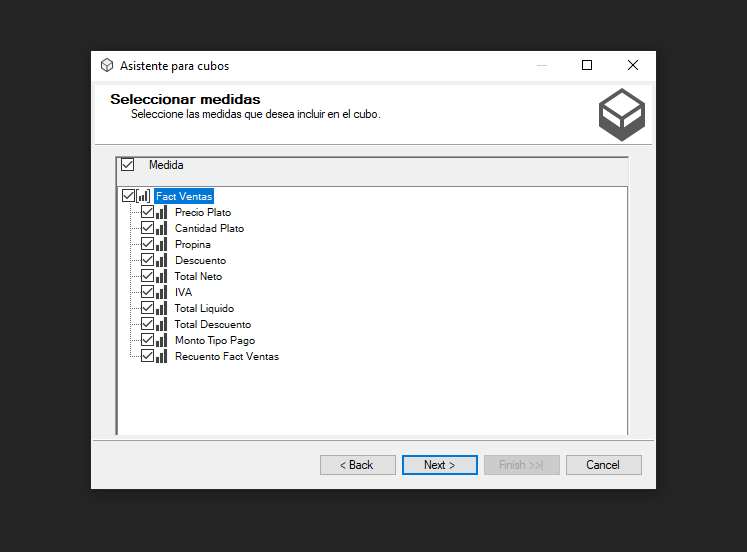 Asistente para cubos
Seleccionar medidas
Seleccione las medidas que desea incluir en el cubo.
Medida
Fact Ventas
Precio Plato
Cantidad Plato
Propina
Descuento
Total Neto
IVA
Total Liquido
Total Descuento
Monto Tipo Pago
Recuento Fact Ventas
< Back Next > Finish >>| Cancel